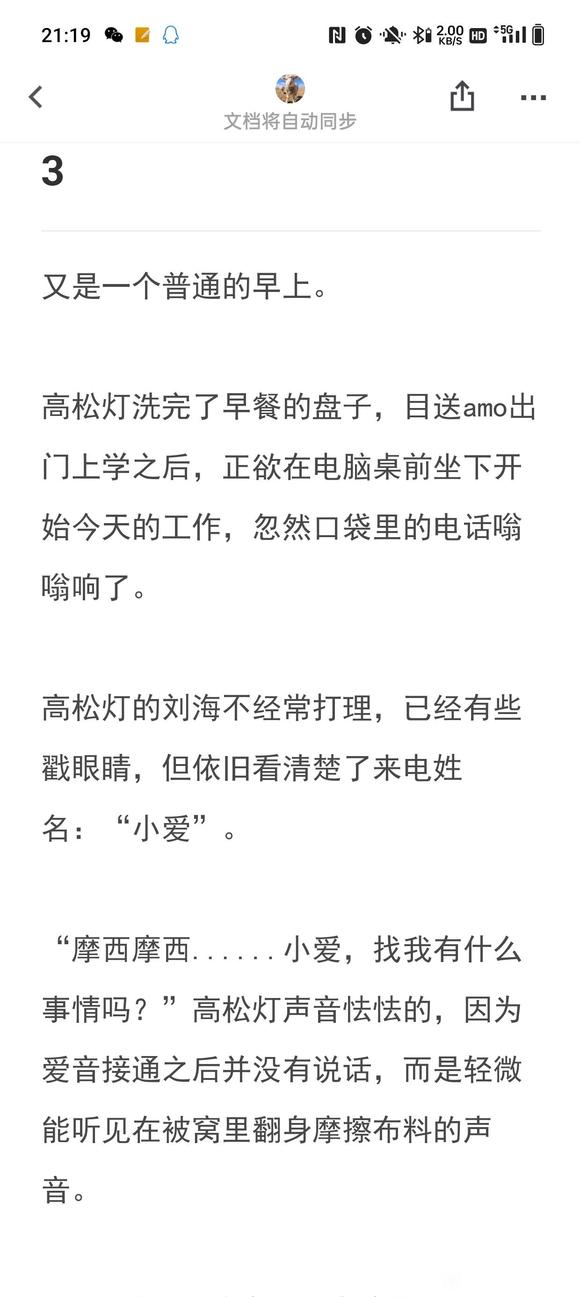 21:19
2.00
KB/S
HD
5G
文档将自动同步
3
又是一个普通的早上。
高松灯洗完了早餐的盘子，目送amo出
门上学之后，正欲在电脑桌前坐下开
始今天的工作，忽然口袋里的电话嗡
嗡响了。
高松灯的刘海不经常打理，已经有些
戳眼睛，但依旧看清楚了来电姓
名：“小爱”。
“摩西摩西......小爱，找我有什么
事情吗？”高松灯声音怯怯的，因为
爱音接通之后并没有说话，而是轻微
能听见在被窝里翻身摩擦布料的声
音。